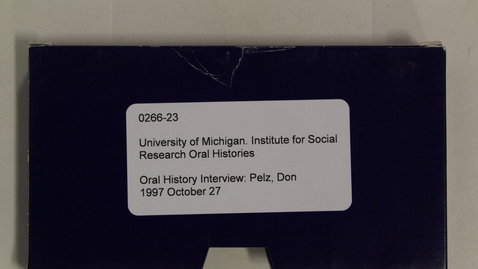 0266-23
University of Michigan. Institute for Social
Research Oral Histories
Oral History Interview: Pelz, Don
1997 October 27